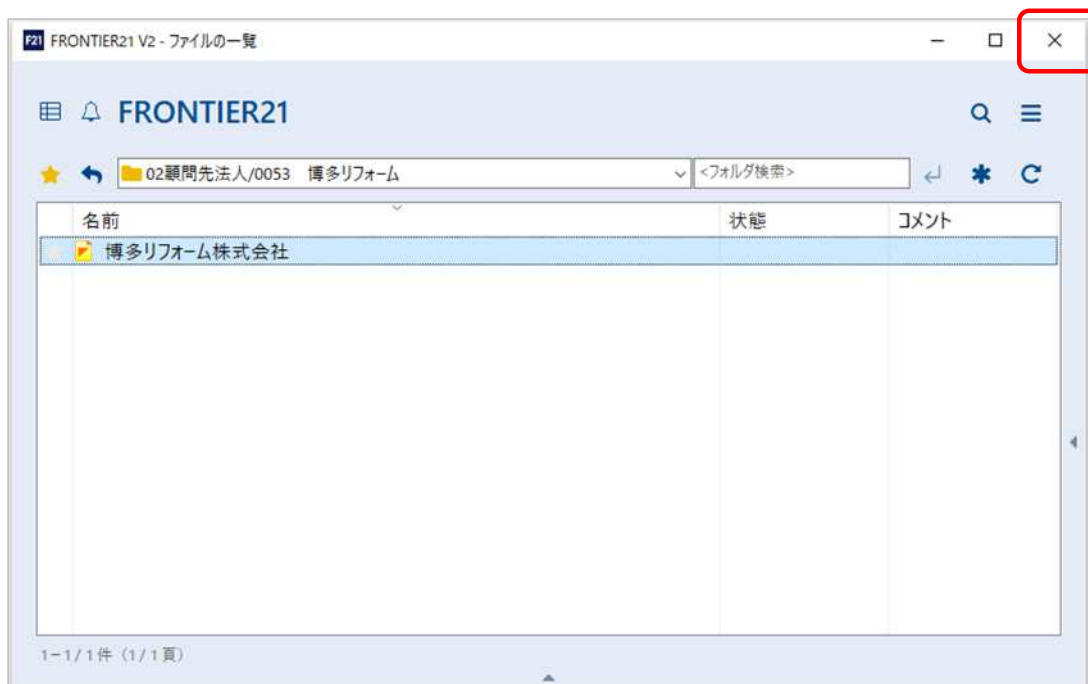 F21 FRONTIER21 V2 - ファイルの一覧
FRONTIER21
02顧問先法人/0053 博多リフォーム <フォルダ検索>
名前 状態 コメント
博多リフォーム株式会社
1-1/1件 (1/1頁)